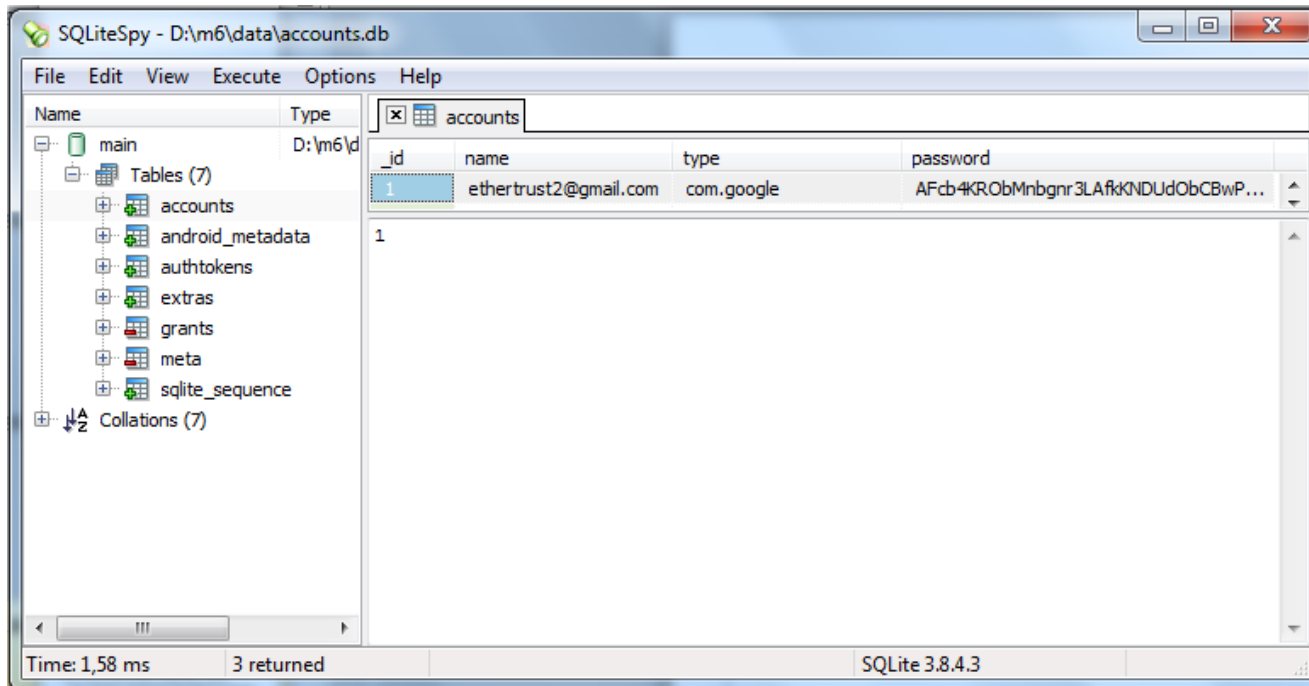 SQLiteSpy - D:\m6\data\accounts.db
File Edit View Execute Options Help
Name Type
main D:\m6\d
Tables (7)
accounts
android_metadata
authtokens
extras
grants
meta
sqlite_sequence
Collations (7)
accounts
_id name type password
1 ethertrust2@gmail.com com.google AFcb4KRObMnbgnr3LAfkKNDUdObCBwP...
1
Time: 1,58 ms 3 returned SQLite 3.8.4.3